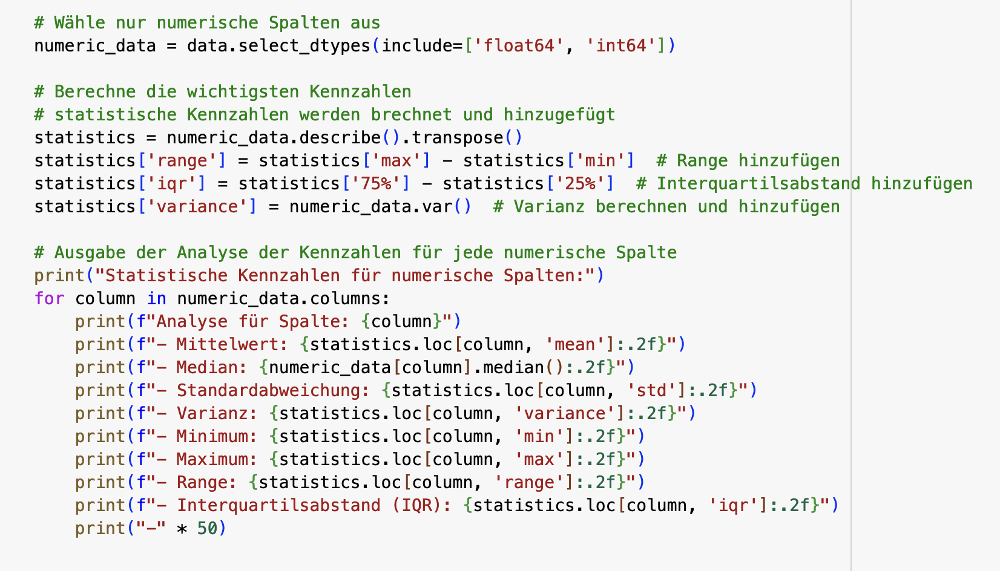 # Wähle nur numerische Spalten aus
numeric_data = data.select_dtypes(include=['float64', 'int64'])
# Berechne die wichtigsten Kennzahlen
# statistische Kennzahlen werden brechnet und hinzugefügt
statistics = numeric_data.describe().transpose()
statistics['range'] = statistics['max'] - statistics['min']  # Range hinzufügen
statistics['iqr'] = statistics['75%'] - statistics['25%']  # Interquartilsabstand hinzufügen
statistics['variance'] = numeric_data.var()  # Varianz berechnen und hinzufügen
# Ausgabe der Analyse der Kennzahlen für jede numerische Spalte
print("Statistische Kennzahlen für numerische Spalten:")
for column in numeric_data.columns:
    print(f"Analyse für Spalte: {column}")
    print(f"- Mittelwert: {statistics.loc[column, 'mean']:.2f}")
    print(f"- Median: {numeric_data[column].median():.2f}")
    print(f"- Standardabweichung: {statistics.loc[column, 'std']:.2f}")
    print(f"- Varianz: {statistics.loc[column, 'variance']:.2f}")
    print(f"- Minimum: {statistics.loc[column, 'min']:.2f}")
    print(f"- Maximum: {statistics.loc[column, 'max']:.2f}")
    print(f"- Range: {statistics.loc[column, 'range']:.2f}")
    print(f"- Interquartilsabstand (IQR): {statistics.loc[column, 'iqr']:.2f}")
    print("-" * 50)